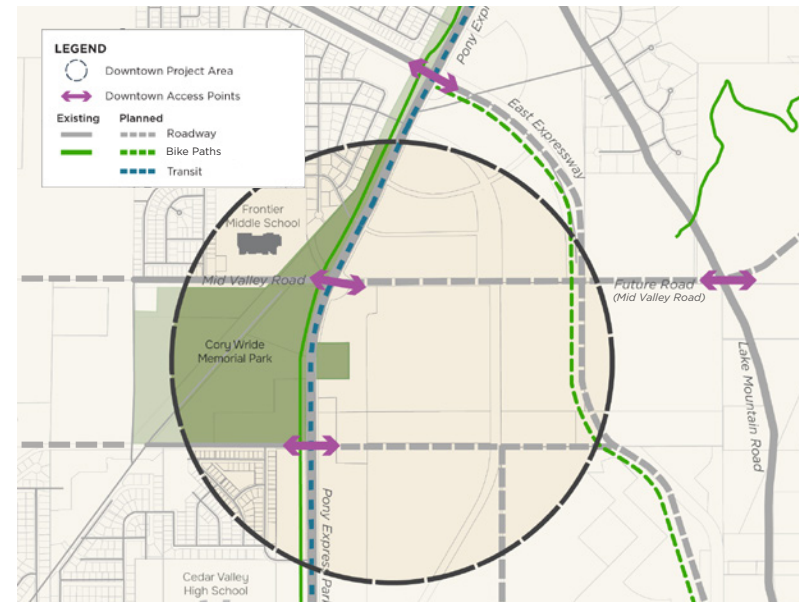 LEGEND
Downtown Project Area
Downtown Access Points
Existing Planned
Roadway
Bike Paths
Transit
Pony Exp
East Expressway
Frontier
Middle School
Mid Valley Road
Future Road
(Mid Valley Road)
Cory Wride
Memorial Park
Lake Mountain Road
Pony Express Park
Cedar Valley
High School